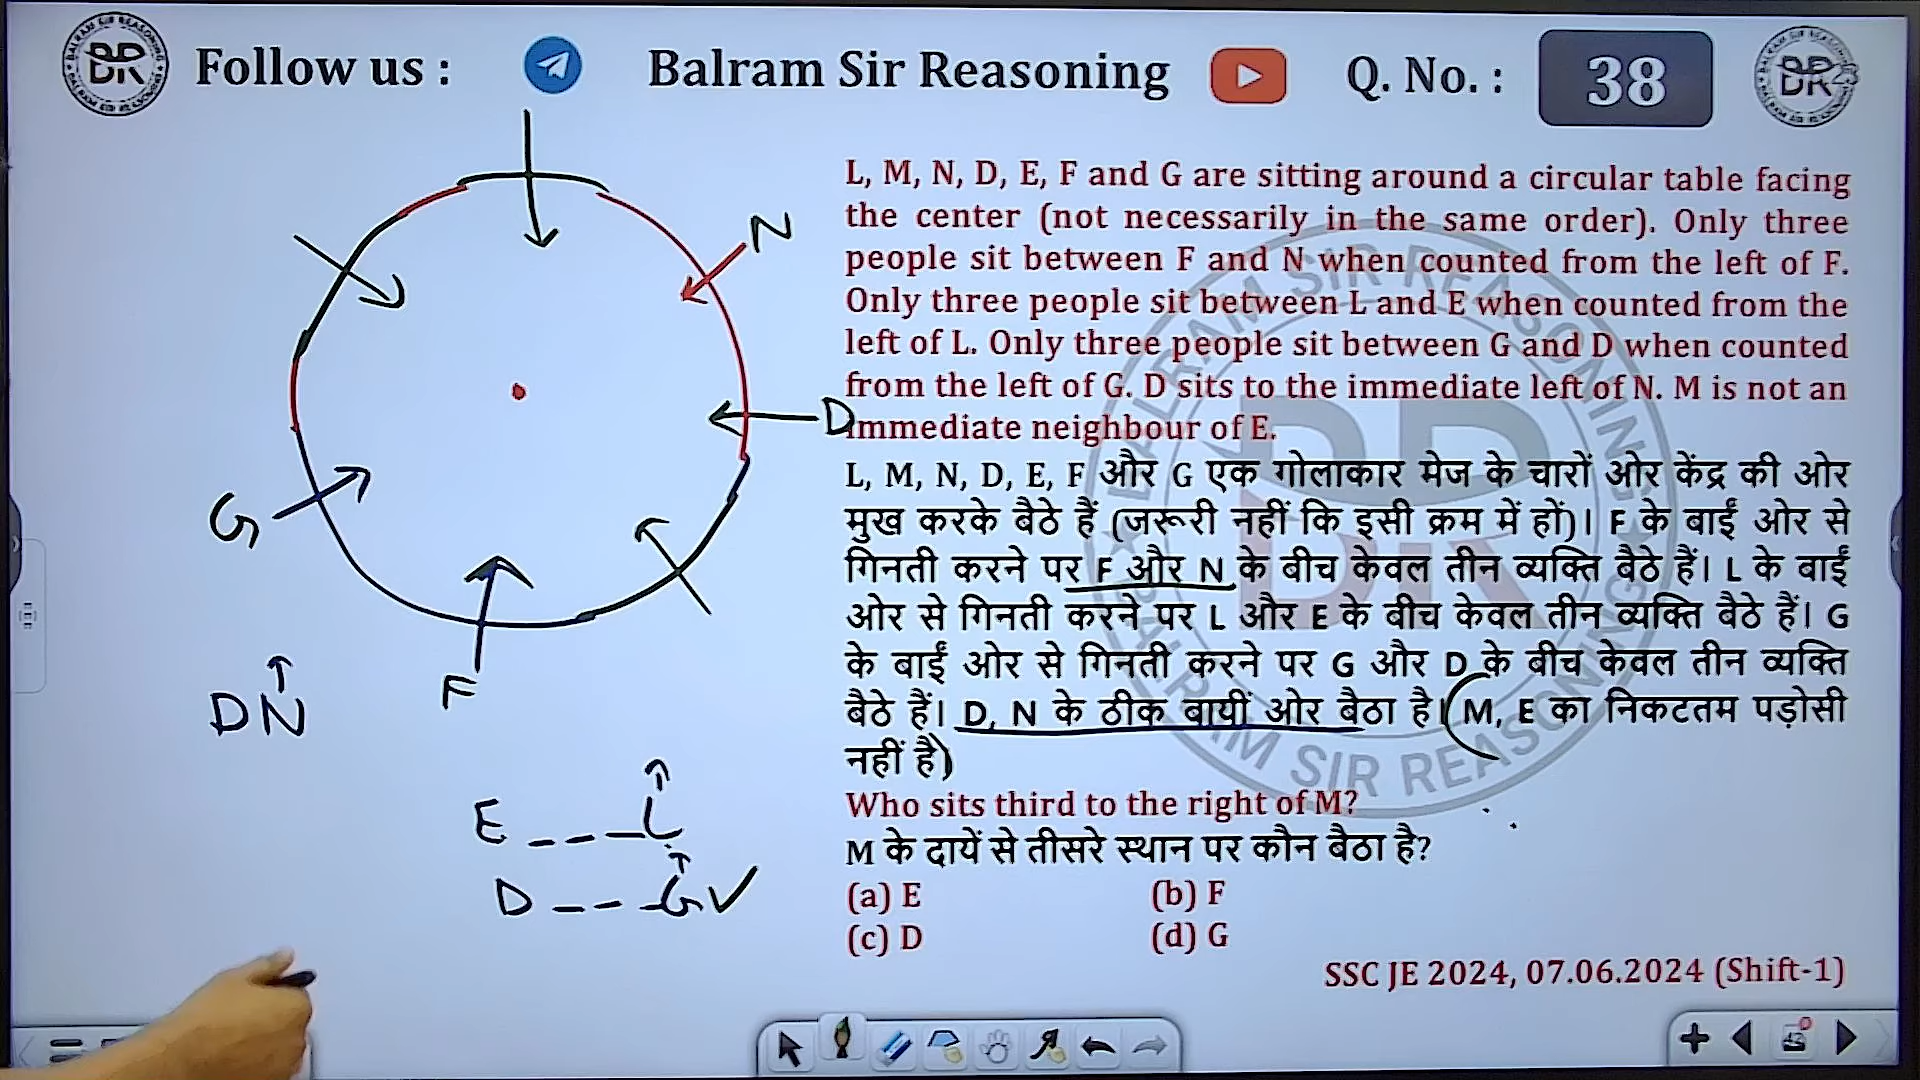 Follow us :
Balram Sir Reasoning
Q. No. :
38
L, M, N, D, E, F and G are sitting around a circular table facing
the center (not necessarily in the same order). Only three
people sit between F and N when counted from the left of F.
Only three people sit between L and E when counted from the
left of L. Only three people sit between G and D when counted
from the left of G. D sits to the immediate left of N. M is not an
immediate neighbour of E.
L, M, N, D, E, F और G एक गोलाकार मेज के चारों ओर केंद्र की ओर
मुख करके बैठे हैं (जरूरी नहीं कि इसी क्रम में हों)। F के बाईं ओर से
गिनती करने पर F और N के बीच केवल तीन व्यक्ति बैठे हैं। L के बाईं
ओर से गिनती करने पर L और E के बीच केवल तीन व्यक्ति बैठे हैं। G
के बाईं ओर से गिनती करने पर G और D के बीच केवल तीन व्यक्ति
बैठे हैं। D, N के ठीक बायीं ओर बैठा है। M, E का निकटतम पड़ोसी
नहीं है)
Who sits third to the right of M?
M के दायें से तीसरे स्थान पर कौन बैठा है?
(a) E
(b) F
(c) D
(d) G
SSC JE 2024, 07.06.2024 (Shift-1)
N
D
G
F
DN
E _ _ _ L
D _ _ _ G
BR
BALRAM SIR REASONING